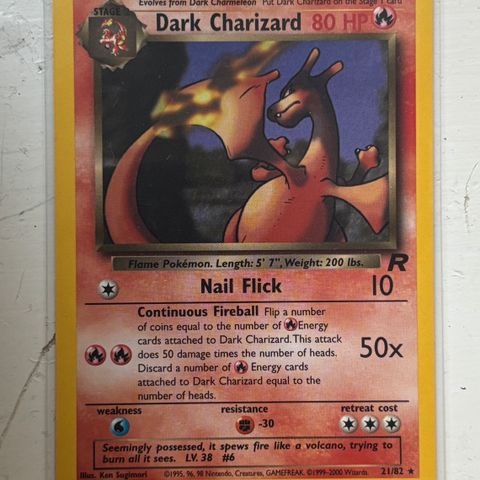 Evolves from Dark Charmeleon Put Dark Charizard on the Stage 1 card
STAGE
Dark Charizard 80 HP
Flame Pokémon. Length: 5' 7", Weight: 200 lbs.
R
Nail Flick 10
Continuous Fireball Flip a number
of coins equal to the number of Energy
cards attached to Dark Charizard. This attack
does 50 damage times the number of heads.
Discard a number of Energy cards
attached to Dark Charizard equal to the
number of heads.
50x
weakness resistance retreat cost
-30
Seemingly possessed, it spews fire like a volcano, trying to
burn all it sees. LV. 38 #6
Illus. Ken Sugimori ©1995, 96, 98 Nintendo, Creatures, GAMEFREAK. ©1999-2000 Wizards. 21/82 ★